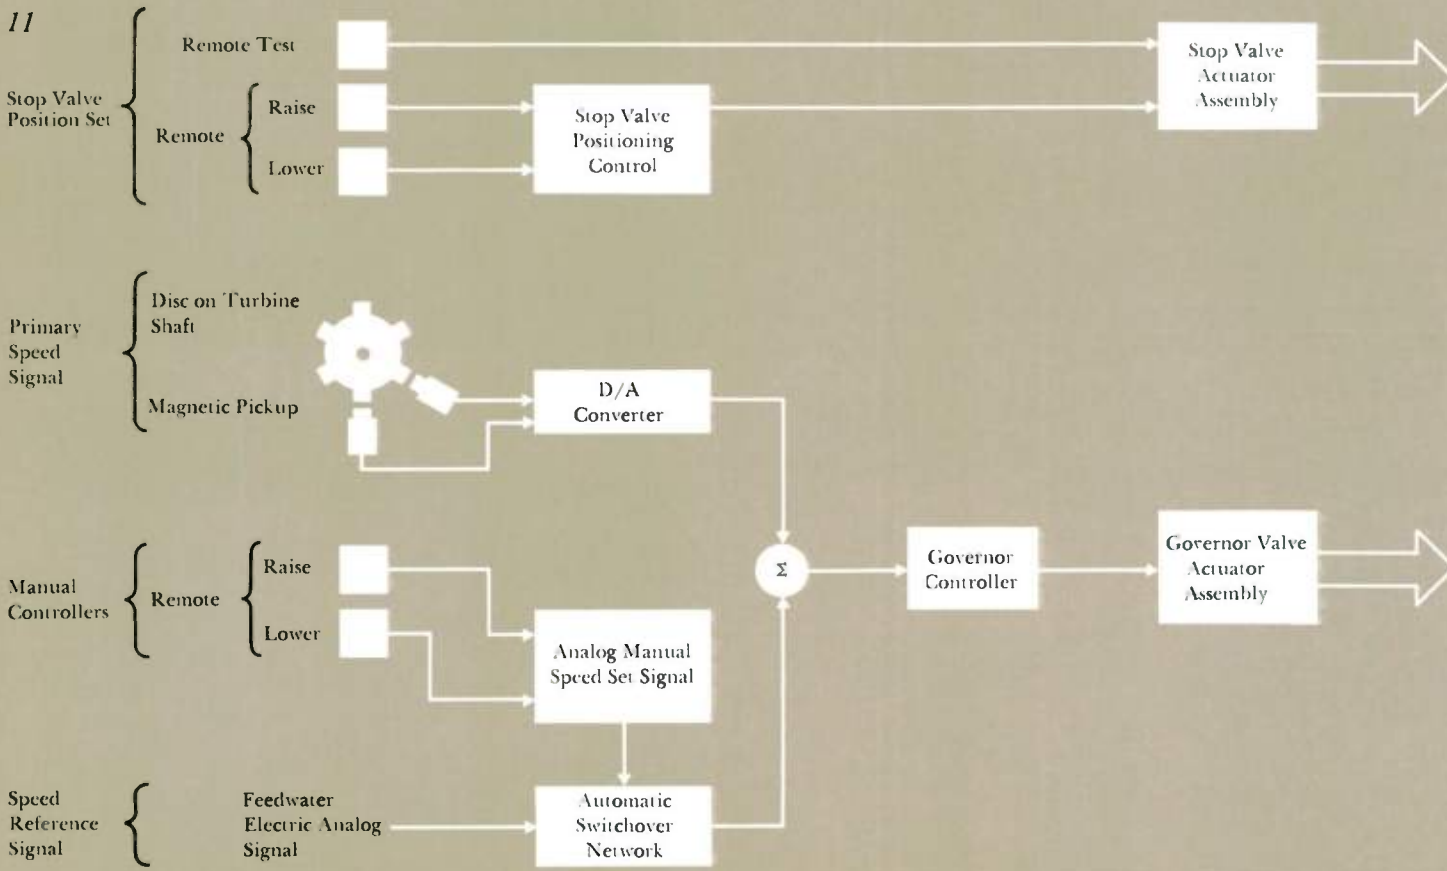 11
Stop Valve
Position Set
Remote Test
Remote
Raise
Lower
Stop Valve
Positioning
Control
Stop Valve
Actuator
Assembly
Primary
Speed
Signal
Disc on Turbine
Shaft
Magnetic Pickup
D/A
Converter
Manual
Controllers
Remote
Raise
Lower
Analog Manual
Speed Set Signal
Σ
Governor
Controller
Governor Valve
Actuator
Assembly
Speed
Reference
Signal
Feedwater
Electric Analog
Signal
Automatic
Switchover
Network